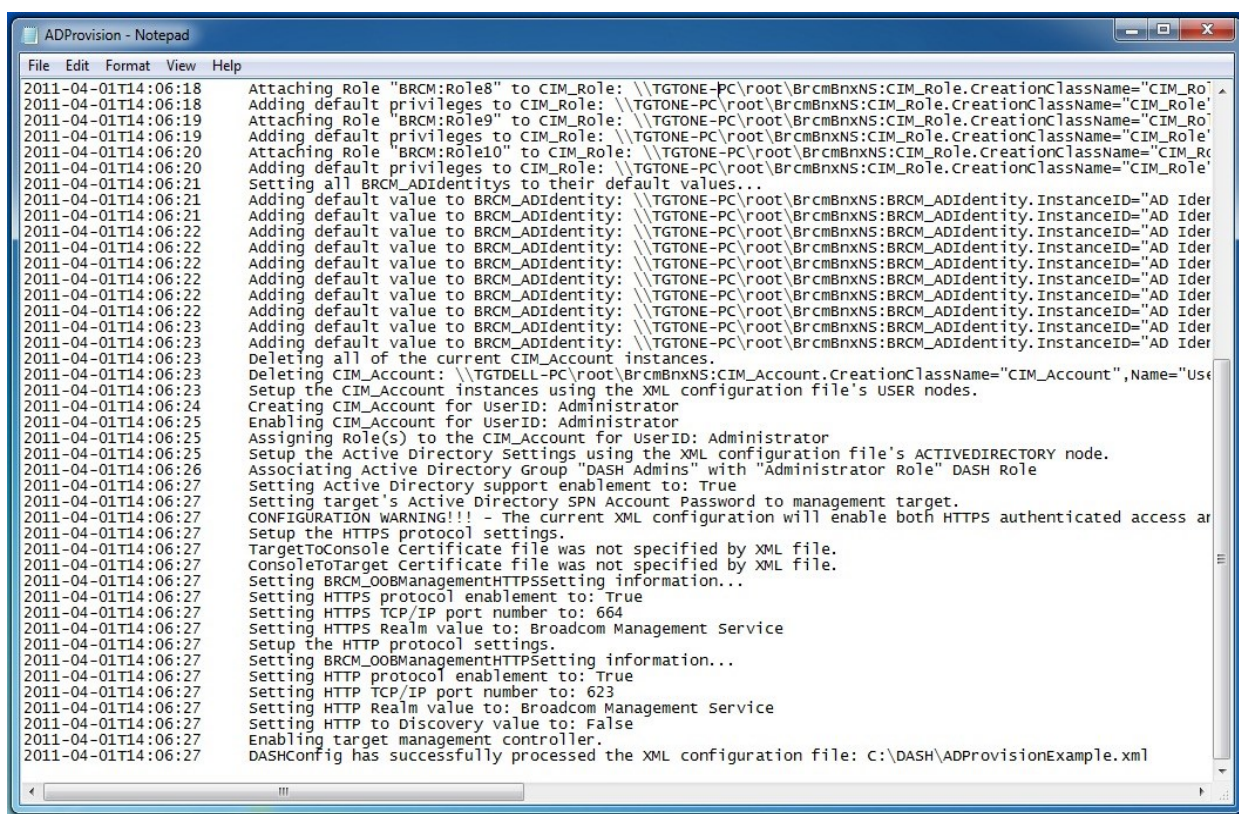 ADProvision - Notepad
File Edit Format View Help
2011-04-01T14:06:18 Attaching Role "BRCM:Role8" to CIM_Role: \\TGTONE-PC\root\BrcmBnxNS:CIM_Role.CreationClassName="CIM_Rol
2011-04-01T14:06:18 Adding default privileges to CIM_Role: \\TGTONE-PC\root\BrcmBnxNS:CIM_Role.CreationClassName="CIM_Role"
2011-04-01T14:06:19 Attaching Role "BRCM:Role9" to CIM_Role: \\TGTONE-PC\root\BrcmBnxNS:CIM_Role.CreationClassName="CIM_Rol
2011-04-01T14:06:19 Adding default privileges to CIM_Role: \\TGTONE-PC\root\BrcmBnxNS:CIM_Role.CreationClassName="CIM_Role"
2011-04-01T14:06:20 Attaching Role "BRCM:Role10" to CIM_Role: \\TGTONE-PC\root\BrcmBnxNS:CIM_Role.CreationClassName="CIM_Ro
2011-04-01T14:06:20 Adding default privileges to CIM_Role: \\TGTONE-PC\root\BrcmBnxNS:CIM_Role.CreationClassName="CIM_Role"
2011-04-01T14:06:21 Setting all BRCM_ADIdentitys to their default values...
2011-04-01T14:06:21 Adding default value to BRCM_ADIdentity: \\TGTONE-PC\root\BrcmBnxNS:BRCM_ADIdentity.InstanceID="AD Iden
2011-04-01T14:06:21 Adding default value to BRCM_ADIdentity: \\TGTONE-PC\root\BrcmBnxNS:BRCM_ADIdentity.InstanceID="AD Iden
2011-04-01T14:06:22 Adding default value to BRCM_ADIdentity: \\TGTONE-PC\root\BrcmBnxNS:BRCM_ADIdentity.InstanceID="AD Iden
2011-04-01T14:06:22 Adding default value to BRCM_ADIdentity: \\TGTONE-PC\root\BrcmBnxNS:BRCM_ADIdentity.InstanceID="AD Iden
2011-04-01T14:06:22 Adding default value to BRCM_ADIdentity: \\TGTONE-PC\root\BrcmBnxNS:BRCM_ADIdentity.InstanceID="AD Iden
2011-04-01T14:06:22 Adding default value to BRCM_ADIdentity: \\TGTONE-PC\root\BrcmBnxNS:BRCM_ADIdentity.InstanceID="AD Iden
2011-04-01T14:06:22 Adding default value to BRCM_ADIdentity: \\TGTONE-PC\root\BrcmBnxNS:BRCM_ADIdentity.InstanceID="AD Iden
2011-04-01T14:06:22 Adding default value to BRCM_ADIdentity: \\TGTONE-PC\root\BrcmBnxNS:BRCM_ADIdentity.InstanceID="AD Iden
2011-04-01T14:06:23 Adding default value to BRCM_ADIdentity: \\TGTONE-PC\root\BrcmBnxNS:BRCM_ADIdentity.InstanceID="AD Iden
2011-04-01T14:06:23 Adding default value to BRCM_ADIdentity: \\TGTONE-PC\root\BrcmBnxNS:BRCM_ADIdentity.InstanceID="AD Iden
2011-04-01T14:06:23 Deleting all of the current CIM_Account instances.
2011-04-01T14:06:23 Deleting CIM_Account: \\TGTDELL-PC\root\BrcmBnxNS:CIM_Account.CreationClassName="CIM_Account",Name="Use
2011-04-01T14:06:23 Setup the CIM_Account instances using the XML configuration file's USER nodes.
2011-04-01T14:06:24 Creating CIM_Account for UserID: Administrator
2011-04-01T14:06:25 Enabling CIM_Account for UserID: Administrator
2011-04-01T14:06:25 Assigning Role(s) to the CIM_Account for UserID: Administrator
2011-04-01T14:06:25 Setup the Active Directory Settings using the XML configuration file's ACTIVEDIRECTORY node.
2011-04-01T14:06:26 Associating Active Directory Group "DASH Admins" with "Administrator Role" DASH Role
2011-04-01T14:06:27 Setting Active Directory support enablement to: True
2011-04-01T14:06:27 Setting target's Active Directory SPN Account Password to management target.
2011-04-01T14:06:27 CONFIGURATION WARNING!!! - The current XML configuration will enable both HTTPS authenticated access an
2011-04-01T14:06:27 Setup the HTTPS protocol settings.
2011-04-01T14:06:27 TargetToConsole Certificate file was not specified by XML file.
2011-04-01T14:06:27 ConsoleToTarget Certificate file was not specified by XML file.
2011-04-01T14:06:27 Setting BRCM_OOBManagementHTTPSSetting information...
2011-04-01T14:06:27 Setting HTTPS protocol enablement to: True
2011-04-01T14:06:27 Setting HTTPS TCP/IP port number to: 664
2011-04-01T14:06:27 Setting HTTPS Realm value to: Broadcom Management Service
2011-04-01T14:06:27 Setup the HTTP protocol settings.
2011-04-01T14:06:27 Setting BRCM_OOBManagementHTTPSetting information...
2011-04-01T14:06:27 Setting HTTP protocol enablement to: True
2011-04-01T14:06:27 Setting HTTP TCP/IP port number to: 623
2011-04-01T14:06:27 Setting HTTP Realm value to: Broadcom Management Service
2011-04-01T14:06:27 Setting HTTP to Discovery value to: False
2011-04-01T14:06:27 Enabling target management controller.
2011-04-01T14:06:27 DASHConfig has successfully processed the XML configuration file: C:\DASH\ADProvisionExample.xml